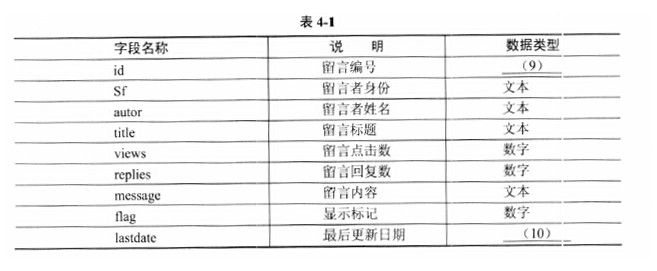 表 4-1
字段名称 说 明 数据类型
id 留言编号 (9)
Sf 留言者身份 文本
autor 留言者姓名 文本
title 留言标题 文本
views 留言点击数 数字
replies 留言回复数 数字
message 留言内容 文本
flag 显示标记 数字
lastdate 最后更新日期 (10)